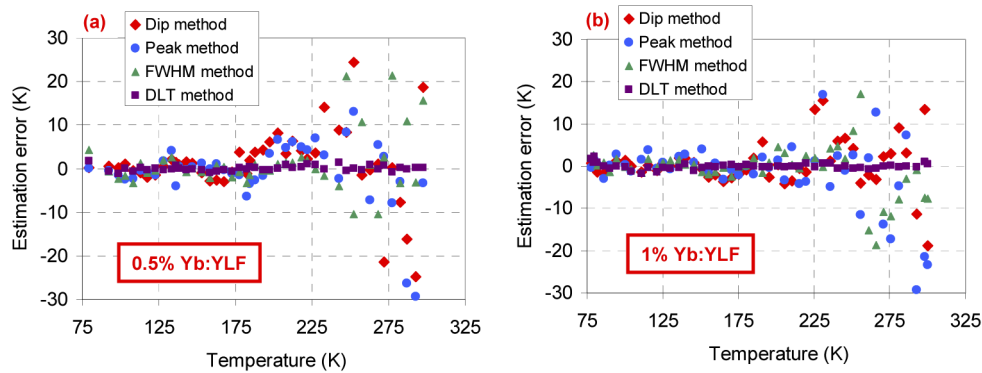 (a)
Dip method
Peak method
FWHM method
DLT method
30
20
10
0
-10
-20
-30
Estimation error (K)
0.5% Yb:YLF
75
125
175
225
275
325
Temperature (K)
(b)
Dip method
Peak method
FWHM method
DLT method
30
20
10
0
-10
-20
-30
Estimation error (K)
1% Yb:YLF
75
125
175
225
275
325
Temperature (K)